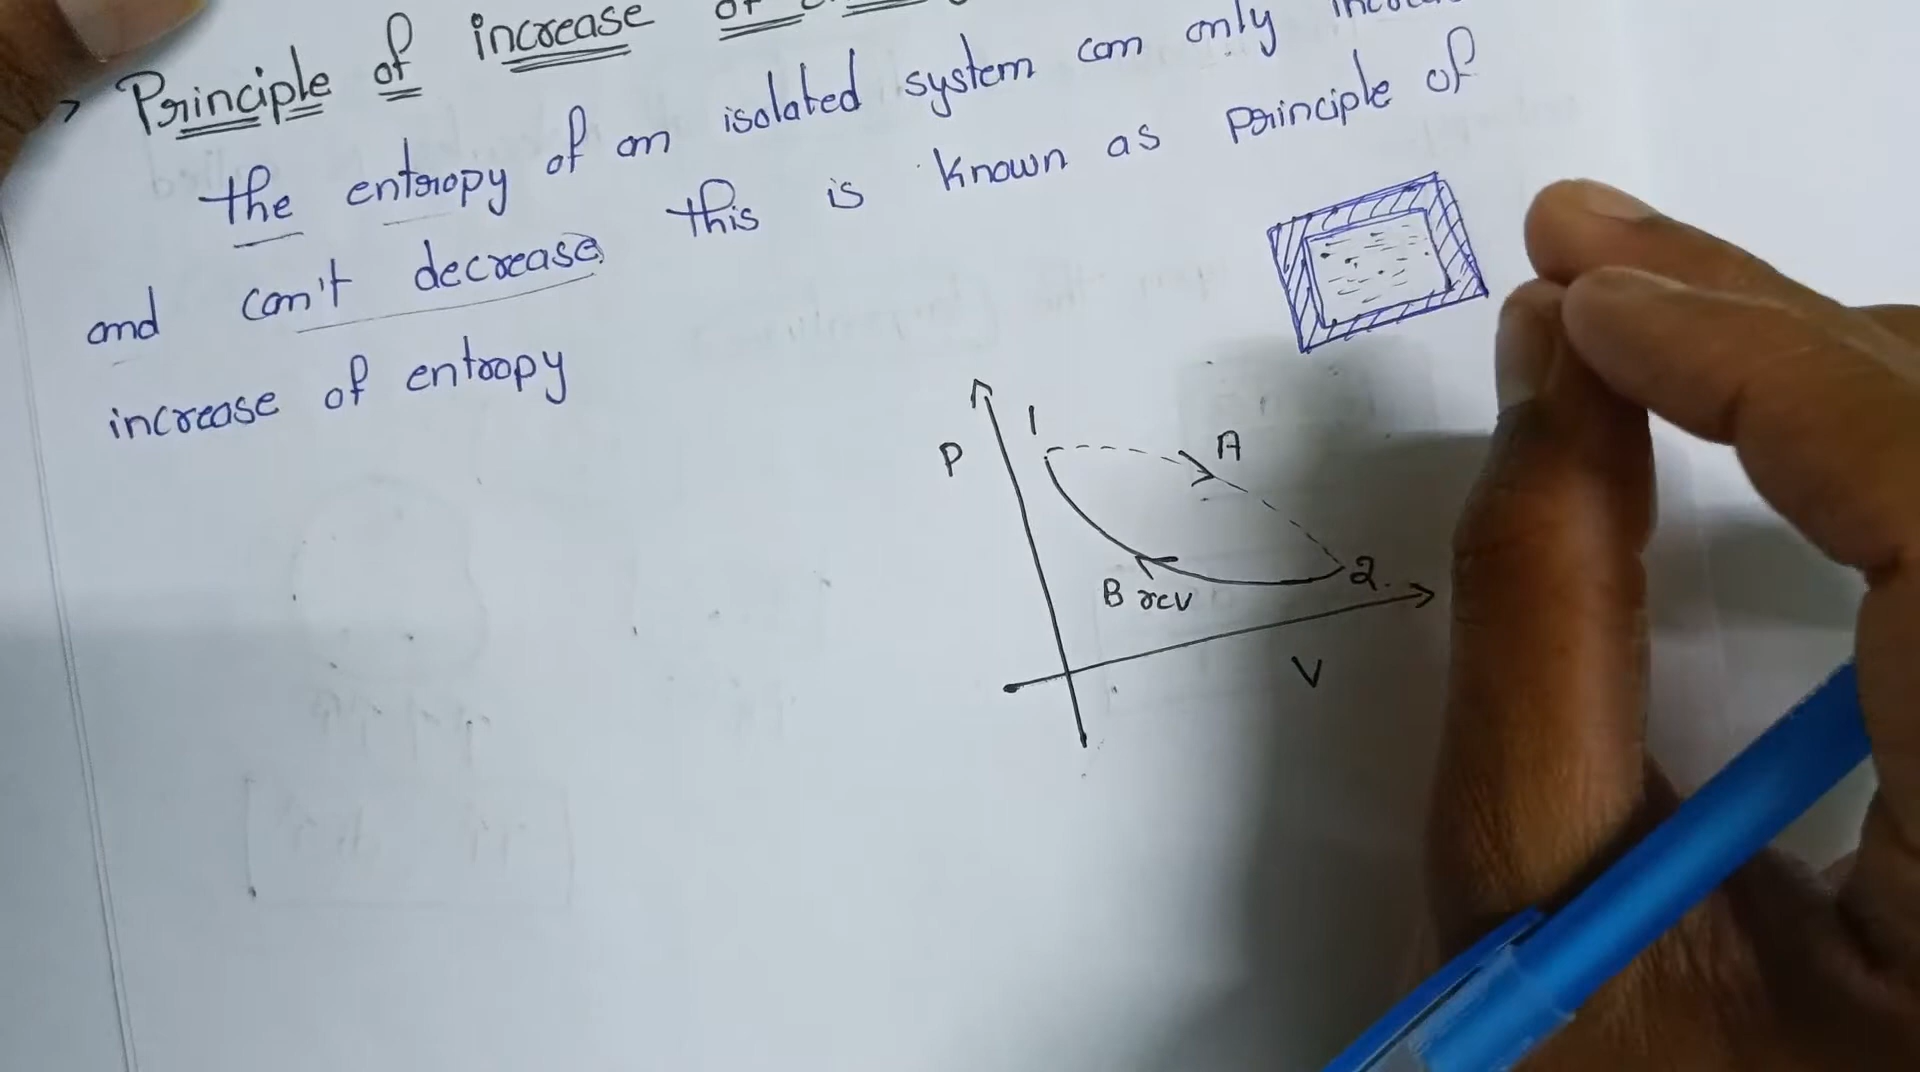 > Principle of increase of
the entropy of an isolated system can only
and can't decrease this is known as principle of
increase of entropy
P
1
A
B rev
2.
V